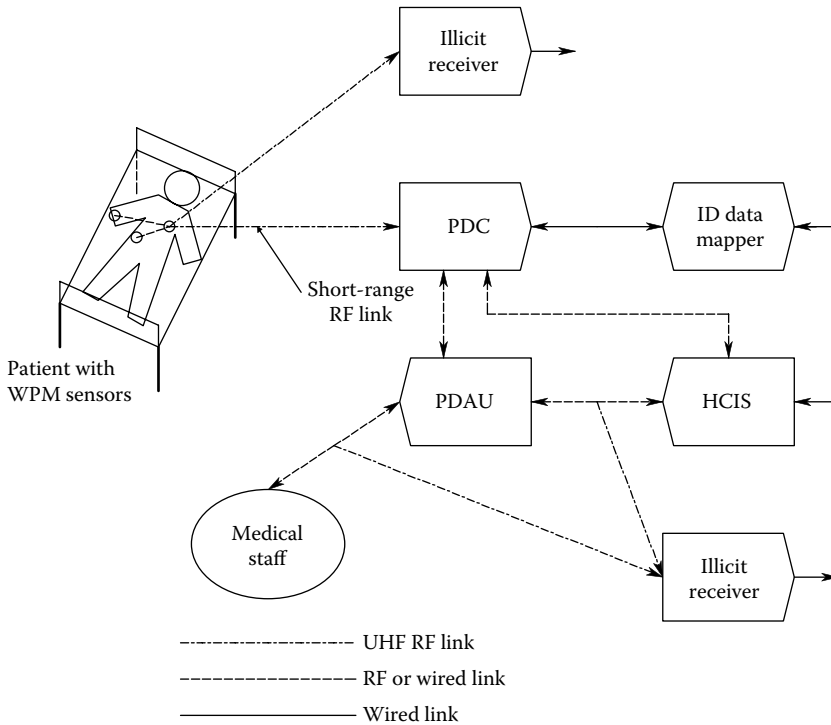 Illicit
receiver
PDC
ID data
mapper
Short-range
RF link
Patient with
WPM sensors
PDAU
HCIS
Medical
staff
Illicit
receiver
UHF RF link
RF or wired link
Wired link